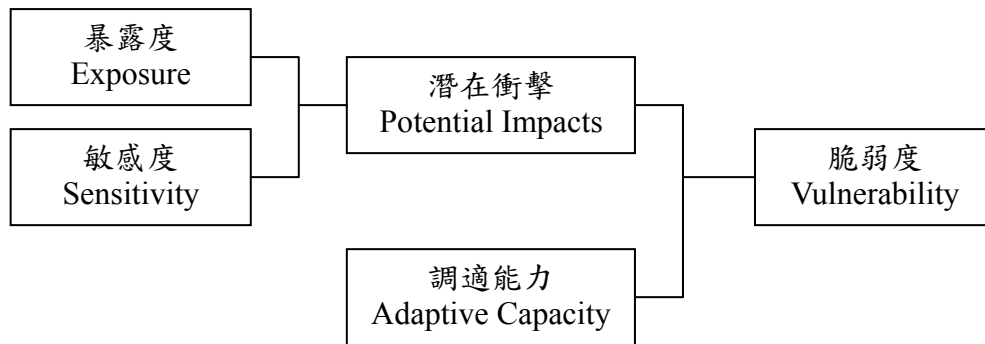 暴露度
Exposure
敏感度
Sensitivity
潛在衝擊
Potential Impacts
調適能力
Adaptive Capacity
脆弱度
Vulnerability